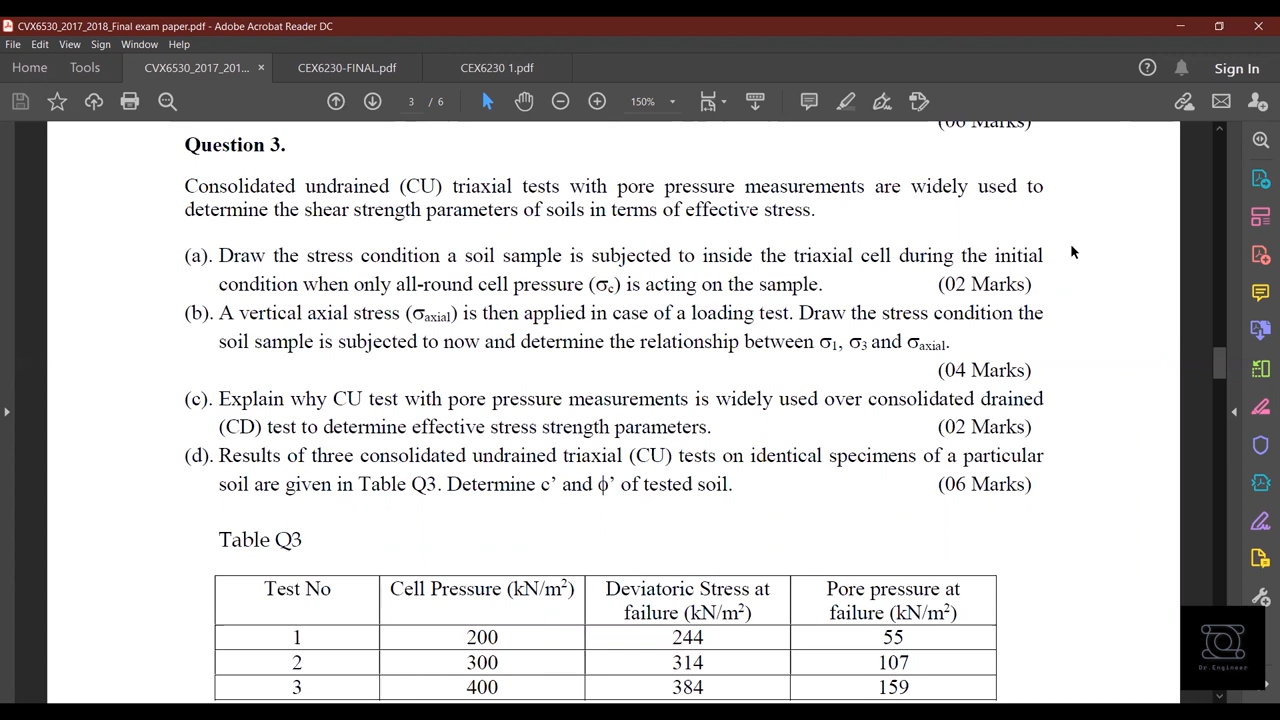 CVX6530_2017_2018_Final exam paper.pdf - Adobe Acrobat Reader DC
File Edit View Sign Window Help
Home Tools CVX6530_2017_201... × CEX6230-FINAL.pdf CEX6230 1.pdf Sign In
3 / 6 150%
(06 Marks)
Question 3.
Consolidated undrained (CU) triaxial tests with pore pressure measurements are widely used to
determine the shear strength parameters of soils in terms of effective stress.
(a). Draw the stress condition a soil sample is subjected to inside the triaxial cell during the initial
condition when only all-round cell pressure (σc) is acting on the sample. (02 Marks)
(b). A vertical axial stress (σaxial) is then applied in case of a loading test. Draw the stress condition the
soil sample is subjected to now and determine the relationship between σ1, σ3 and σaxial.
(04 Marks)
(c). Explain why CU test with pore pressure measurements is widely used over consolidated drained
(CD) test to determine effective stress strength parameters. (02 Marks)
(d). Results of three consolidated undrained triaxial (CU) tests on identical specimens of a particular
soil are given in Table Q3. Determine c’ and ϕ’ of tested soil. (06 Marks)
Table Q3
Test No Cell Pressure (kN/m²) Deviatoric Stress at Pore pressure at
failure (kN/m²) failure (kN/m²)
1 200 244 55
2 300 314 107
3 400 384 159
Dr.Engineer